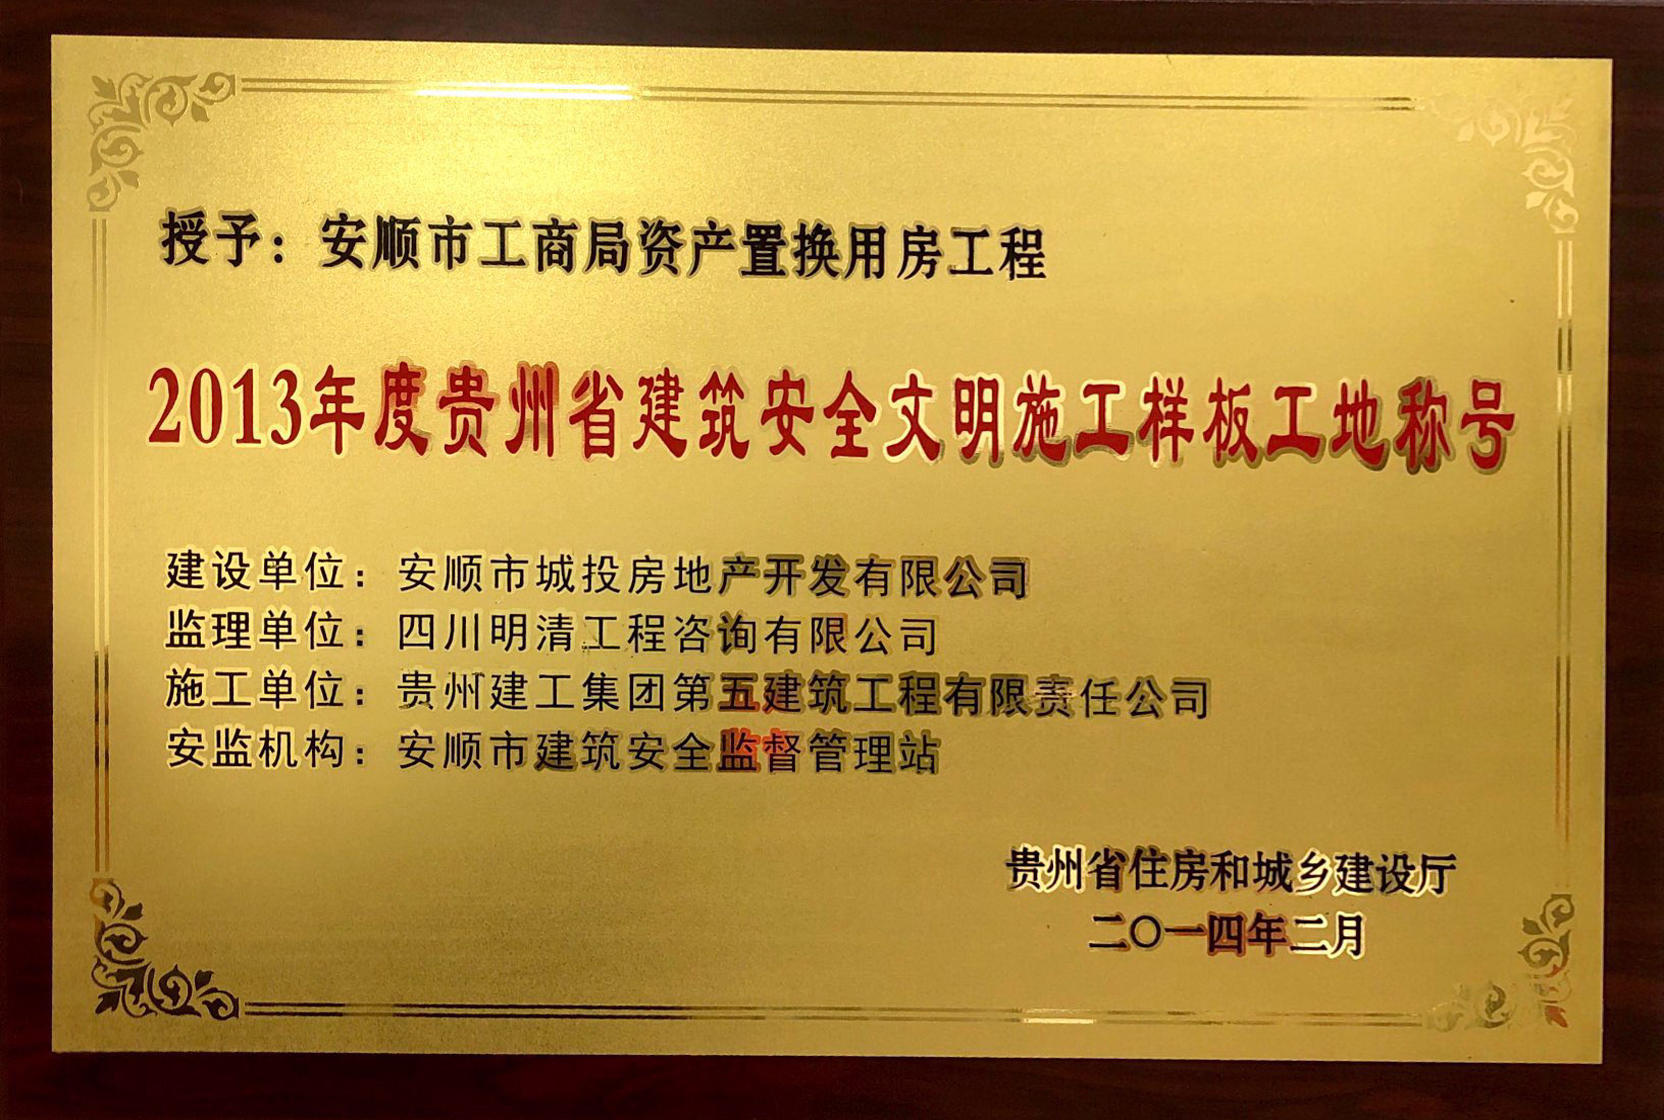 授予：安顺市工商局资产置换用房工程
2013年度贵州省建筑安全文明施工样板工地称号
建设单位：安顺市城投房地产开发有限公司
监理单位：四川明清工程咨询有限公司
施工单位：贵州建工集团第五建筑工程有限责任公司
安监机构：安顺市建筑安全监督管理站
贵州省住房和城乡建设厅
二〇一四年二月